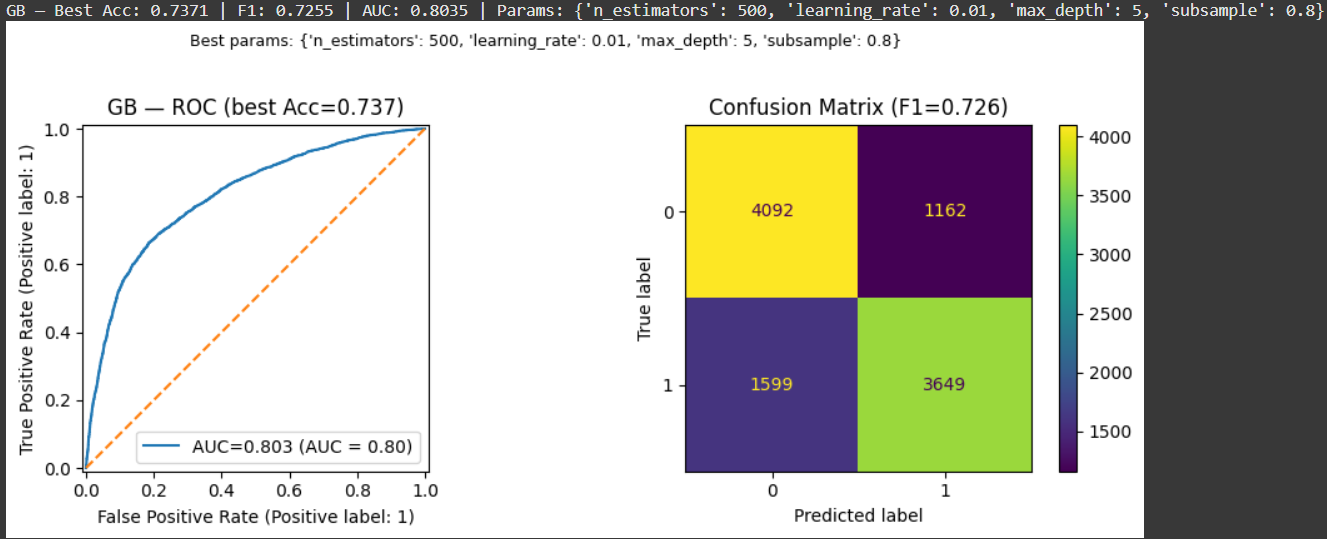 GB — Best Acc: 0.7371 | F1: 0.7255 | AUC: 0.8035 | Params: {'n_estimators': 500, 'learning_rate': 0.01, 'max_depth': 5, 'subsample': 0.8}
Best params: {'n_estimators': 500, 'learning_rate': 0.01, 'max_depth': 5, 'subsample': 0.8}
GB — ROC (best Acc=0.737)
True Positive Rate (Positive label: 1)
1.0
0.8
0.6
0.4
0.2
0.0
AUC=0.803 (AUC = 0.80)
0.0 0.2 0.4 0.6 0.8 1.0
False Positive Rate (Positive label: 1)
Confusion Matrix (F1=0.726)
True label
0
4092 1162
1
1599 3649
0 1
Predicted label
4000
3500
3000
2500
2000
1500